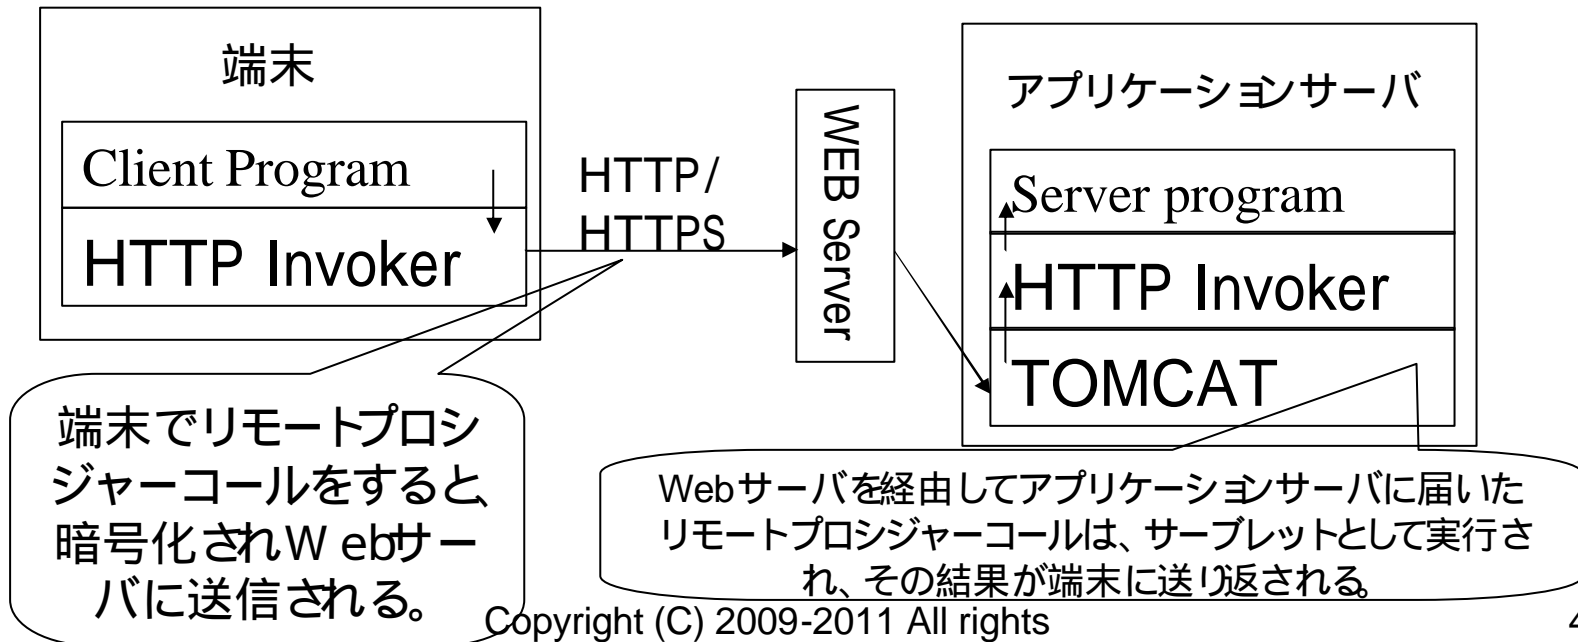 端末
Client Program
HTTP Invoker
HTTP/
HTTPS
WEB Server
アプリケーションサーバ
Server program
HTTP Invoker
TOMCAT
端末でリモートプロシ
ジャーコールをすると、
暗号化されWebサー
バに送信される。
Webサーバを経由してアプリケーションサーバに届いた
リモートプロシジャーコールは、サーブレットとして実行さ
れ、その結果が端末に送り返される。
Copyright (C) 2009-2011 All rights
4